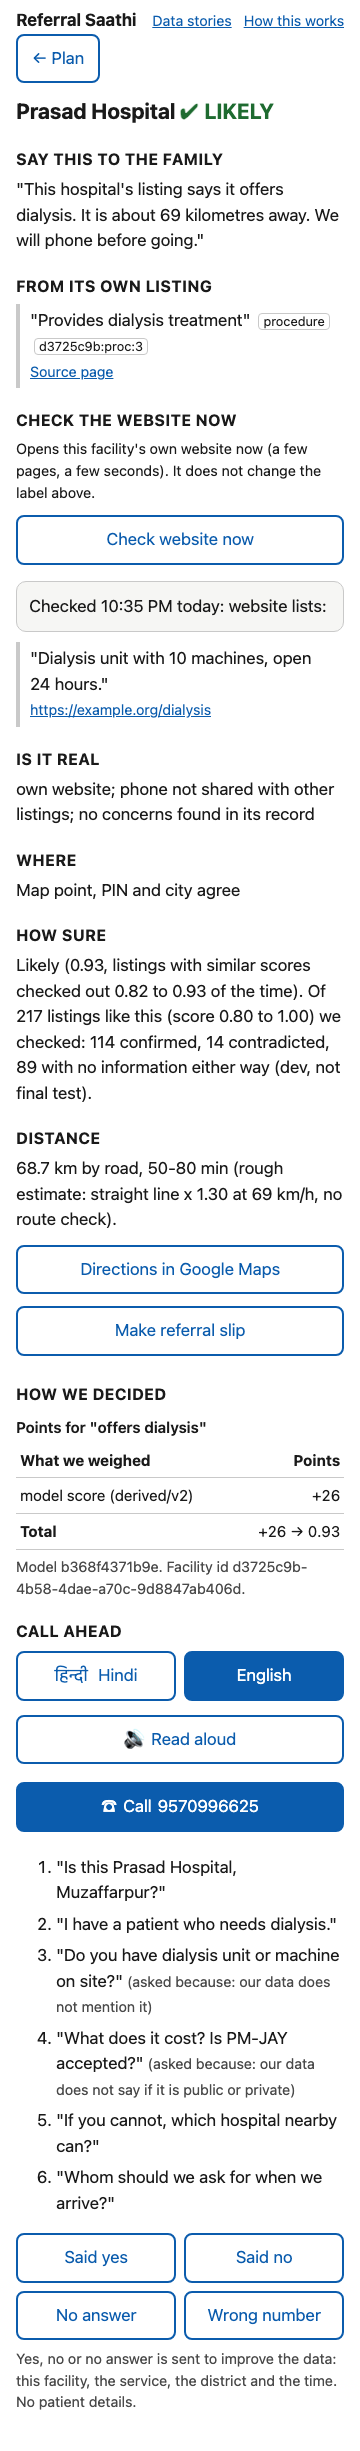 Referral Saathi Data stories How this works
← Plan
Prasad Hospital ✔ LIKELY
SAY THIS TO THE FAMILY
"This hospital's listing says it offers
dialysis. It is about 69 kilometres away. We
will phone before going."
FROM ITS OWN LISTING
"Provides dialysis treatment" procedure
d3725c9b:proc:3
Source page
CHECK THE WEBSITE NOW
Opens this facility's own website now (a few
pages, a few seconds). It does not change the
label above.
Check website now
Checked 10:35 PM today: website lists:
"Dialysis unit with 10 machines, open
24 hours."
https://example.org/dialysis
IS IT REAL
own website; phone not shared with other
listings; no concerns found in its record
WHERE
Map point, PIN and city agree
HOW SURE
Likely (0.93, listings with similar scores
checked out 0.82 to 0.93 of the time). Of
217 listings like this (score 0.80 to 1.00) we
checked: 114 confirmed, 14 contradicted,
89 with no information either way (dev, not
final test).
DISTANCE
68.7 km by road, 50-80 min (rough
estimate: straight line x 1.30 at 69 km/h, no
route check).
Directions in Google Maps
Make referral slip
HOW WE DECIDED
Points for "offers dialysis"
What we weighed Points
model score (derived/v2) +26
Total +26 → 0.93
Model b368f4371b9e. Facility id d3725c9b-
4b58-4dae-a70c-9d8847ab406d.
CALL AHEAD
हिन्दी Hindi English
🔊 Read aloud
☎ Call 9570996625
1. "Is this Prasad Hospital,
Muzaffarpur?"
2. "I have a patient who needs dialysis."
3. "Do you have dialysis unit or machine
on site?" (asked because: our data does
not mention it)
4. "What does it cost? Is PM-JAY
accepted?" (asked because: our data
does not say if it is public or private)
5. "If you cannot, which hospital nearby
can?"
6. "Whom should we ask for when we
arrive?"
Said yes Said no
No answer Wrong number
Yes, no or no answer is sent to improve the data:
this facility, the service, the district and the time.
No patient details.